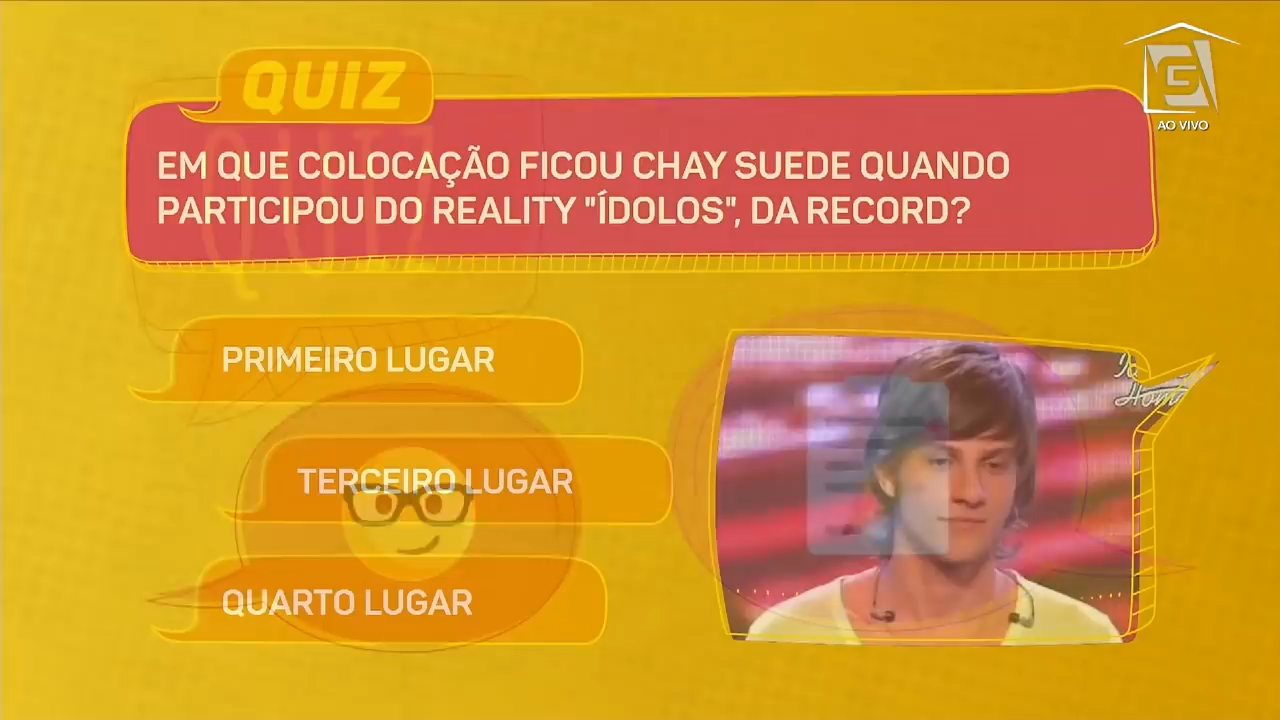 QUIZ
AO VIVO
EM QUE COLOCAÇÃO FICOU CHAY SUEDE QUANDO
PARTICIPOU DO REALITY "ÍDOLOS", DA RECORD?
PRIMEIRO LUGAR
TERCEIRO LUGAR
QUARTO LUGAR
QUIZ